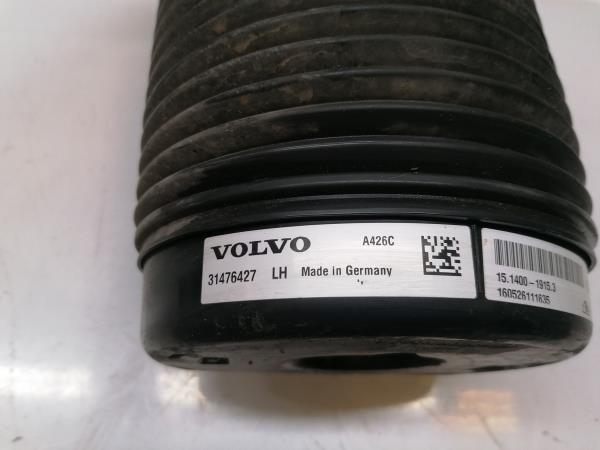 VOLVO A426C
31476427 LH Made in Germany
15.1400-1915.3
160526111635